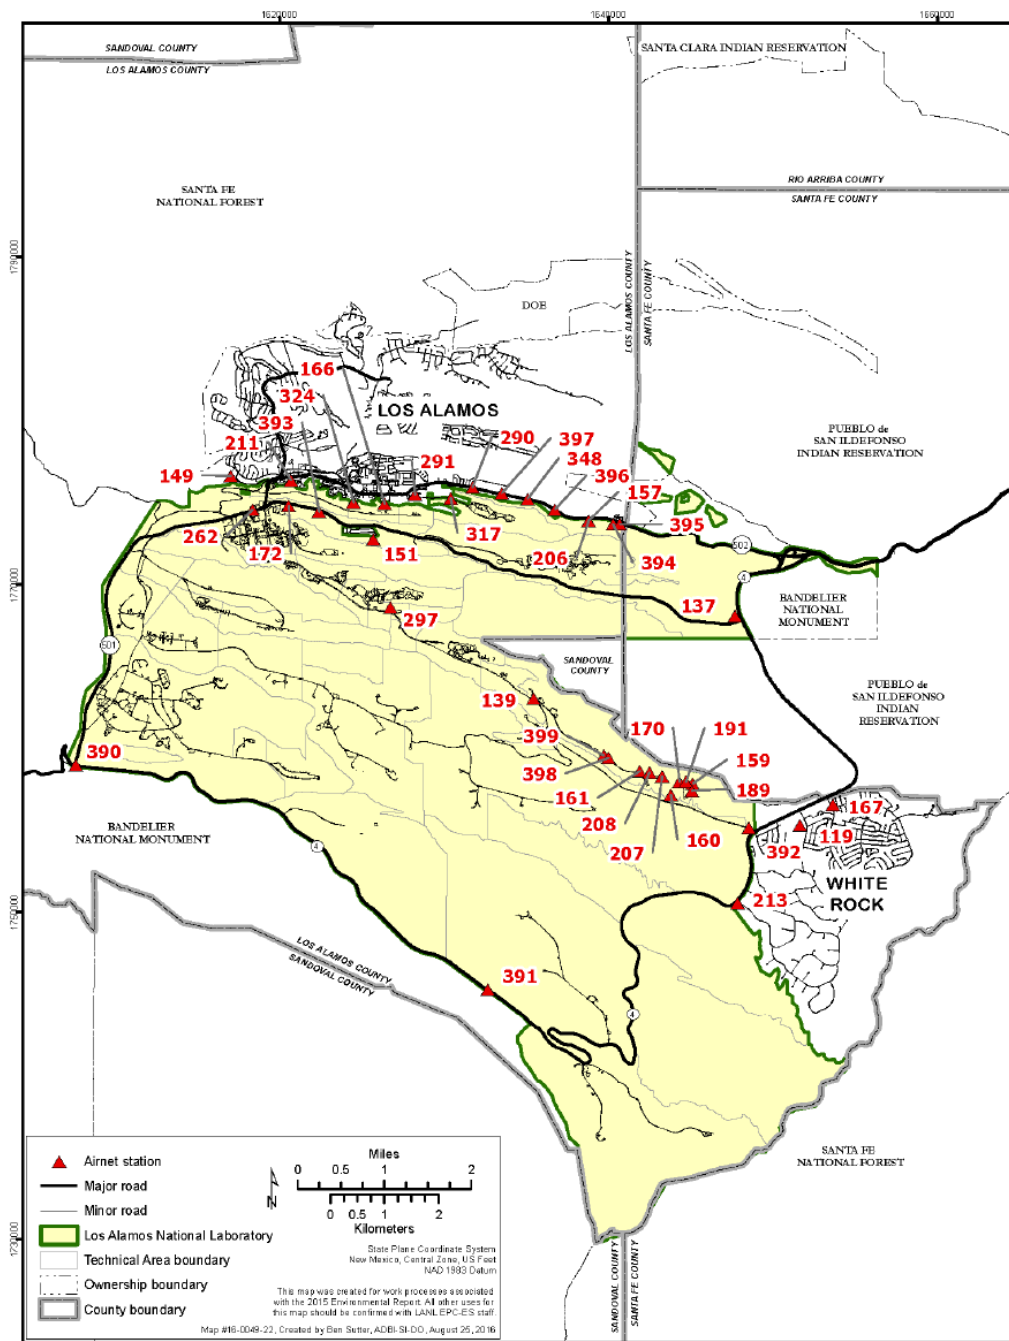 1620000
1640000
1660000
SANDOVAL COUNTY
LOS ALAMOS COUNTY
SANTA CLARA INDIAN RESERVATION
RIO ARRIBA COUNTY
SANTA FE COUNTY
SANTA FE
NATIONAL FOREST
1790000
LOS ALAMOS COUNTY
SANTA FE COUNTY
DOE
166
324
393
211
149
LOS ALAMOS
291
290
397
348
396
157
PUEBLO de
SAN ILDEFONSO
INDIAN RESERVATION
262
172
151
317
206
394
395
502
4
1770000
137
BANDELIER
NATIONAL
MONUMENT
297
501
SANDOVAL
COUNTY
PUEBLO de
SAN ILDEFONSO
INDIAN
RESERVATION
139
399
398
170
191
159
189
390
161
208
207
160
392
167
119
BANDELIER
NATIONAL MONUMENT
4
WHITE
ROCK
213
1750000
LOS ALAMOS COUNTY
SANDOVAL COUNTY
391
4
SANTA FE
NATIONAL FOREST
1730000
SANDOVAL COUNTY
SANTA FE COUNTY
Airnet station
Major road
Minor road
Los Alamos National Laboratory
Technical Area boundary
Ownership boundary
County boundary
Miles
0 0.5 1 2
N
0 0.5 1 2
Kilometers
State Plane Coordinate System
New Mexico, Central Zone, US Feet
NAD 1983 Datum
This map was created for work processes associated
with the 2015 Environmental Report. All other uses for
this map should be confirmed with LANL EPC-ES staff.
Map #16-0049-22, Created by Ben Sutter, ADBI-SI-DO, August 25, 2016